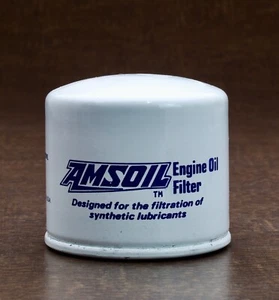 AMSOIL Engine Oil
TM Filter
Designed for the filtration of
synthetic lubricants